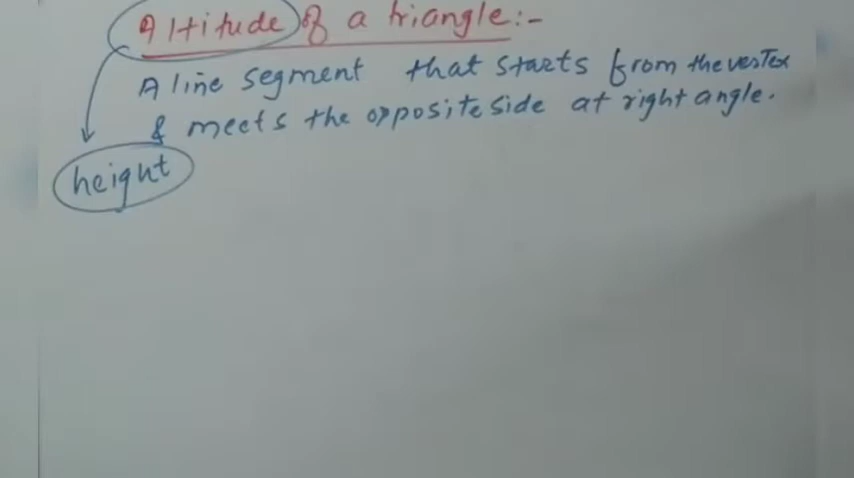 Altitude of a triangle:-
A line segment that starts from the vertex
& meets the opposite side at right angle.
height